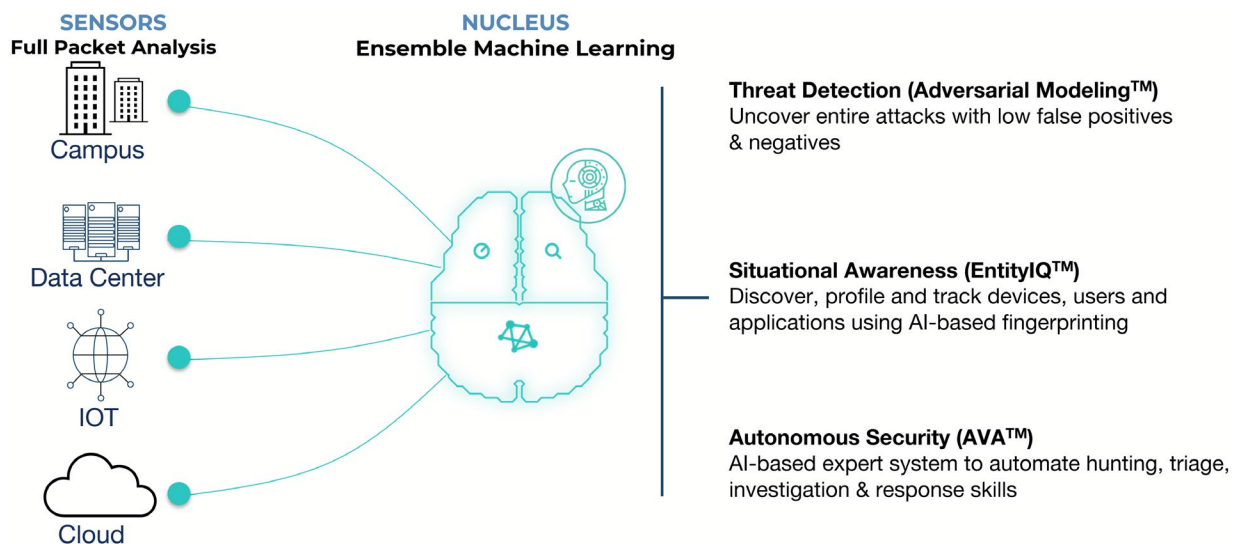 SENSORS
Full Packet Analysis
Campus
Data Center
IOT
Cloud
NUCLEUS
Ensemble Machine Learning
Threat Detection (Adversarial Modeling™)
Uncover entire attacks with low false positives
& negatives
Situational Awareness (EntityIQ™)
Discover, profile and track devices, users and
applications using AI-based fingerprinting
Autonomous Security (AVA™)
AI-based expert system to automate hunting, triage,
investigation & response skills